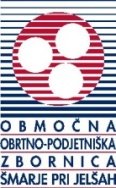 OBMOČNA
OBRTNO-PODJETNIŠKA
ZBORNICA
ŠMARJE PRI JELŠAH